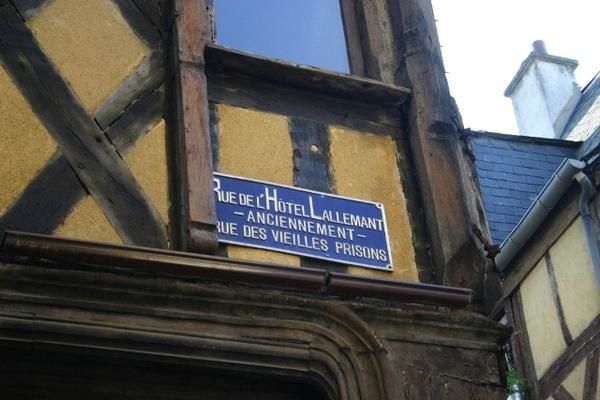 RUE DE L'HÔTEL LALLEMANT
- ANCIENNEMENT -
RUE DES VIEILLES PRISONS